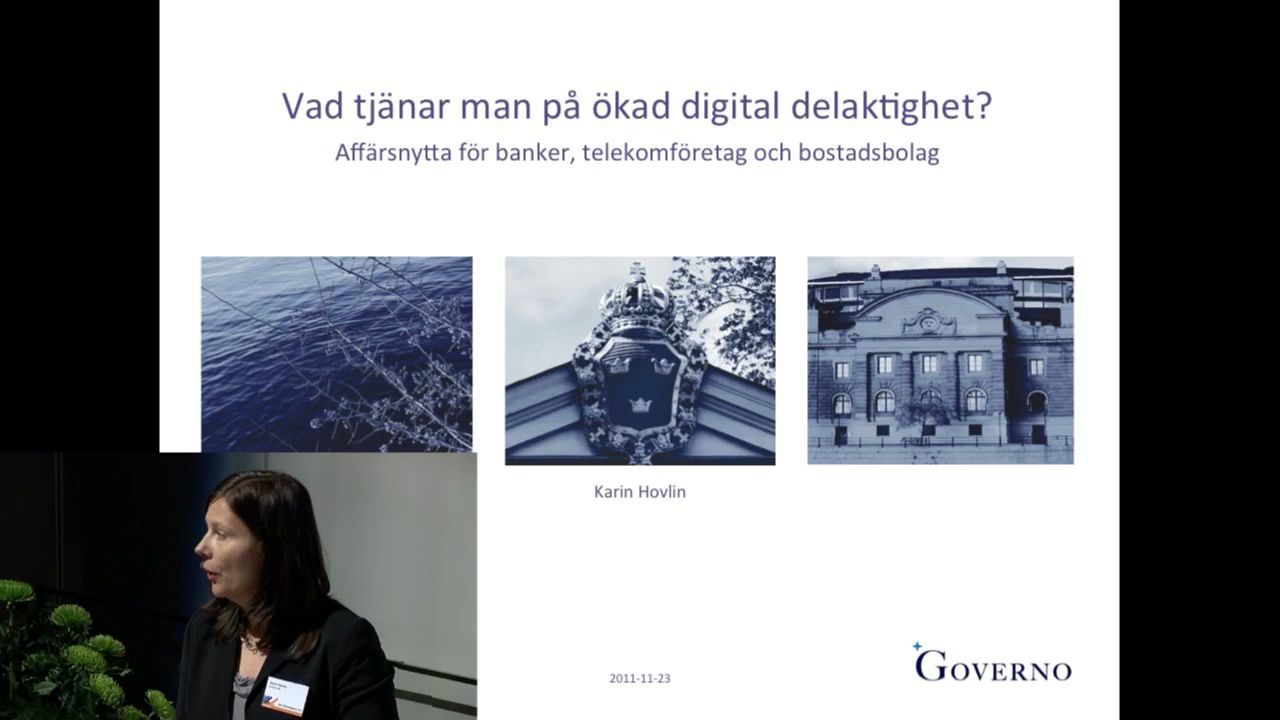 Vad tjänar man på ökad digital delaktighet?
Affärsnytta för banker, telekomföretag och bostadsbolag
Karin Hovlin
2011-11-23
GOVERNO